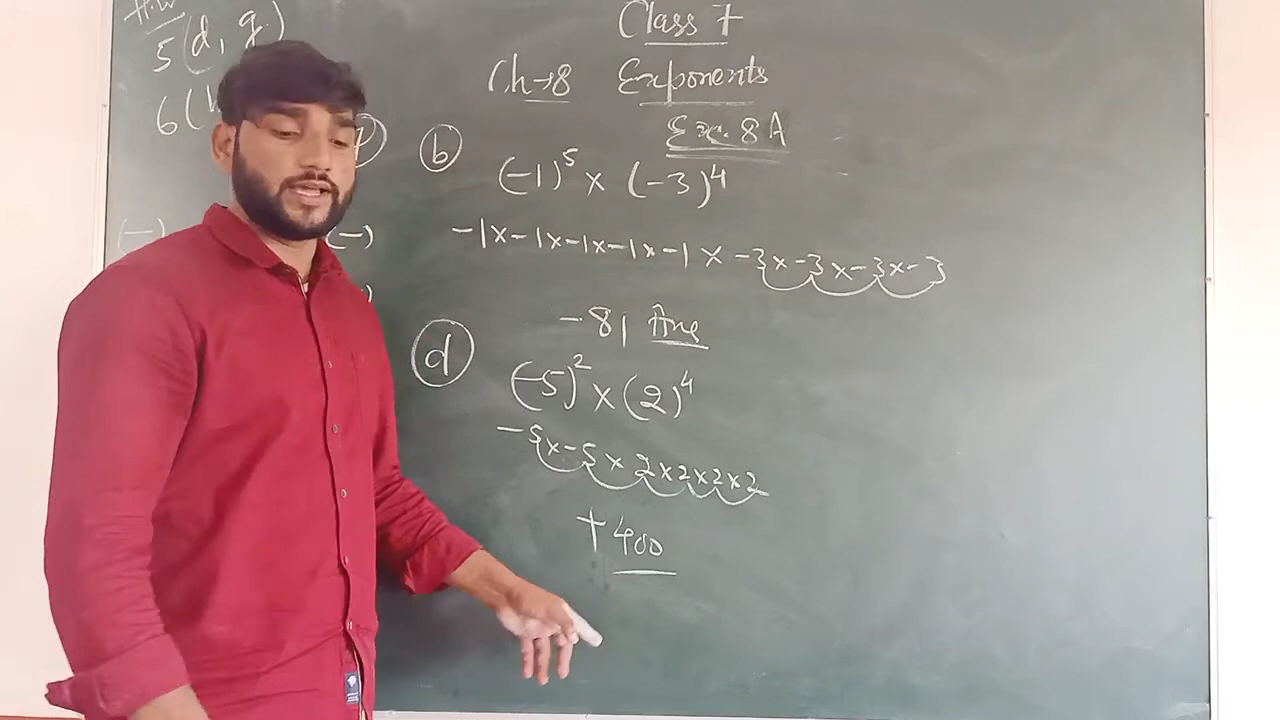 H.W
5(d, g)
6(
Class 7
Ch→8 Exponents
Ex. 8A
(b)
(-1)⁵ × (-3)⁴
(-) (-)
-1×-1×-1×-1×-1 × -3×-3×-3×-3
-81 Ans
(d)
(-5)² × (2)⁴
-5×-5×2×2×2×2
+400